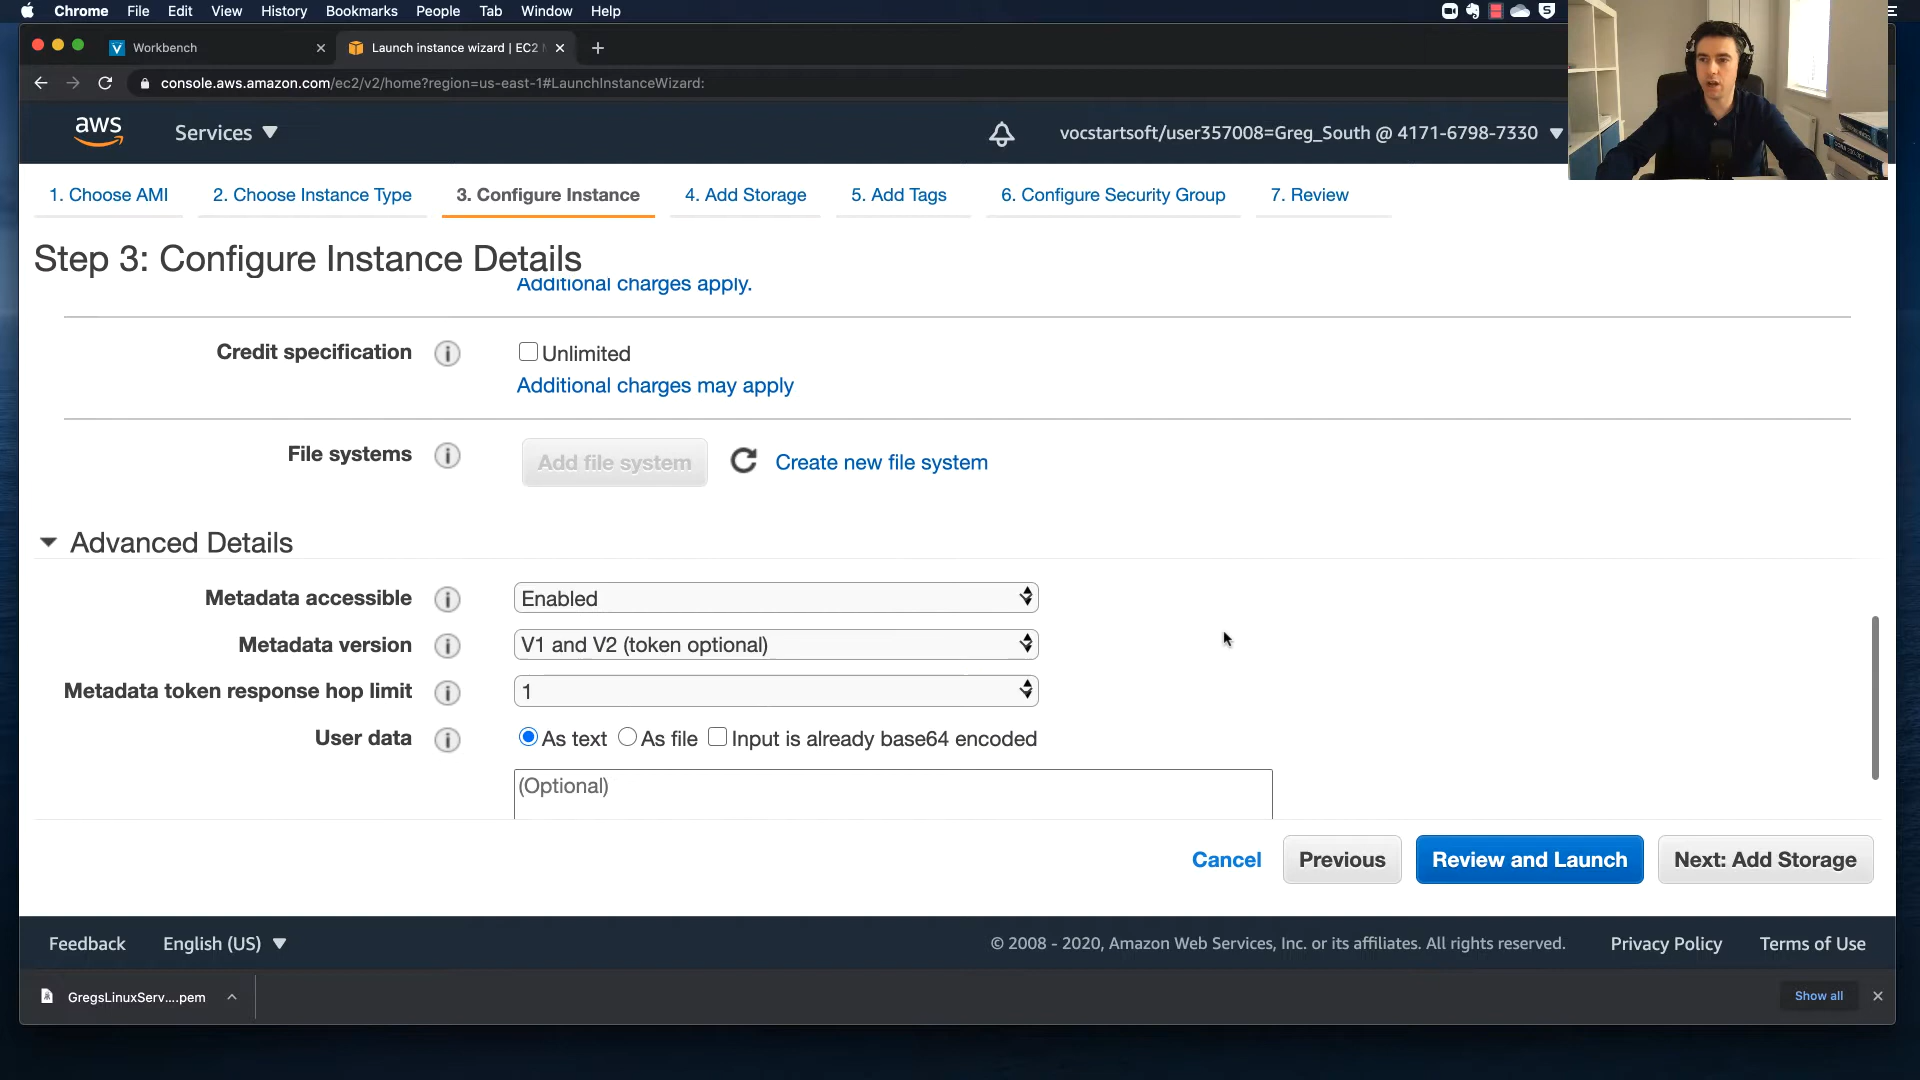 Chrome File Edit View History Bookmarks People Tab Window Help
Workbench
Launch instance wizard | EC2
console.aws.amazon.com/ec2/v2/home?region=us-east-1#LaunchInstanceWizard:
aws Services vocstartsoft/user357008=Greg_South @ 4171-6798-7330
1. Choose AMI 2. Choose Instance Type 3. Configure Instance 4. Add Storage 5. Add Tags 6. Configure Security Group 7. Review
Step 3: Configure Instance Details
Additional charges apply.
Credit specification i Unlimited
Additional charges may apply
File systems i Add file system Create new file system
Advanced Details
Metadata accessible i Enabled
Metadata version i V1 and V2 (token optional)
Metadata token response hop limit i 1
User data i As text As file Input is already base64 encoded
(Optional)
Cancel Previous Review and Launch Next: Add Storage
Feedback English (US) © 2008 - 2020, Amazon Web Services, Inc. or its affiliates. All rights reserved. Privacy Policy Terms of Use
GregsLinuxServ....pem Show all